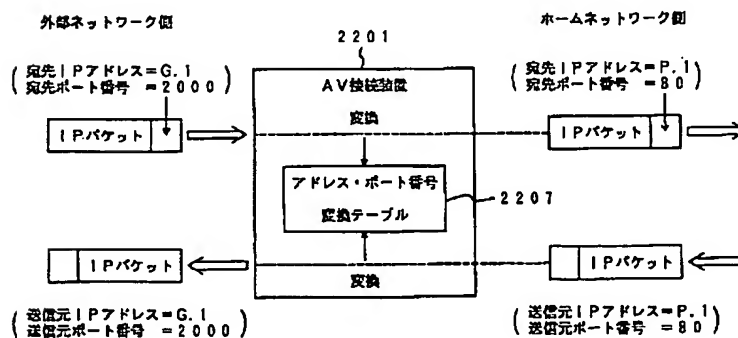 外部ネットワーク側
ホームネットワーク側
2201
宛先IPアドレス=G.1
宛先ポート番号 =2000
宛先IPアドレス=P.1
宛先ポート番号 =80
AV接続装置
変換
IPパケット
IPパケット
アドレス・ポート番号
変換テーブル
2207
IPパケット
IPパケット
変換
送信元IPアドレス=G.1
送信元ポート番号 =2000
送信元IPアドレス=P.1
送信元ポート番号 =80